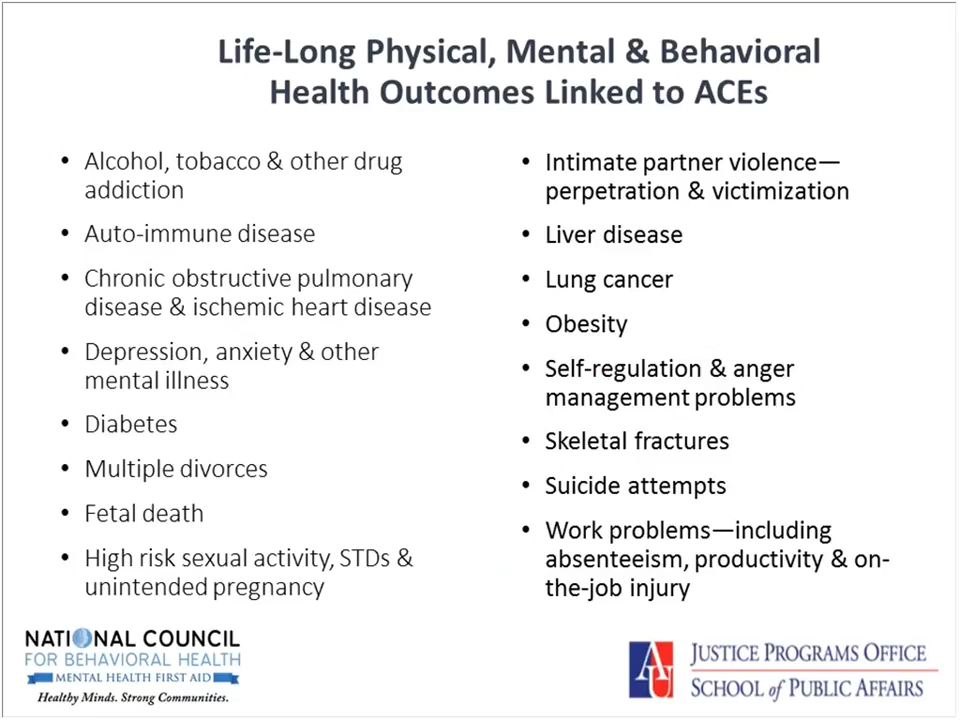 Life-Long Physical, Mental & Behavioral
Health Outcomes Linked to ACEs
• Alcohol, tobacco & other drug
addiction
• Auto-immune disease
• Chronic obstructive pulmonary
disease & ischemic heart disease
• Depression, anxiety & other
mental illness
• Diabetes
• Multiple divorces
• Fetal death
• High risk sexual activity, STDs &
unintended pregnancy
• Intimate partner violence—
perpetration & victimization
• Liver disease
• Lung cancer
• Obesity
• Self-regulation & anger
management problems
• Skeletal fractures
• Suicide attempts
• Work problems—including
absenteeism, productivity & on-
the-job injury
NATIONAL COUNCIL
FOR BEHAVIORAL HEALTH
MENTAL HEALTH FIRST AID
Healthy Minds. Strong Communities.
AU
JUSTICE PROGRAMS OFFICE
SCHOOL of PUBLIC AFFAIRS